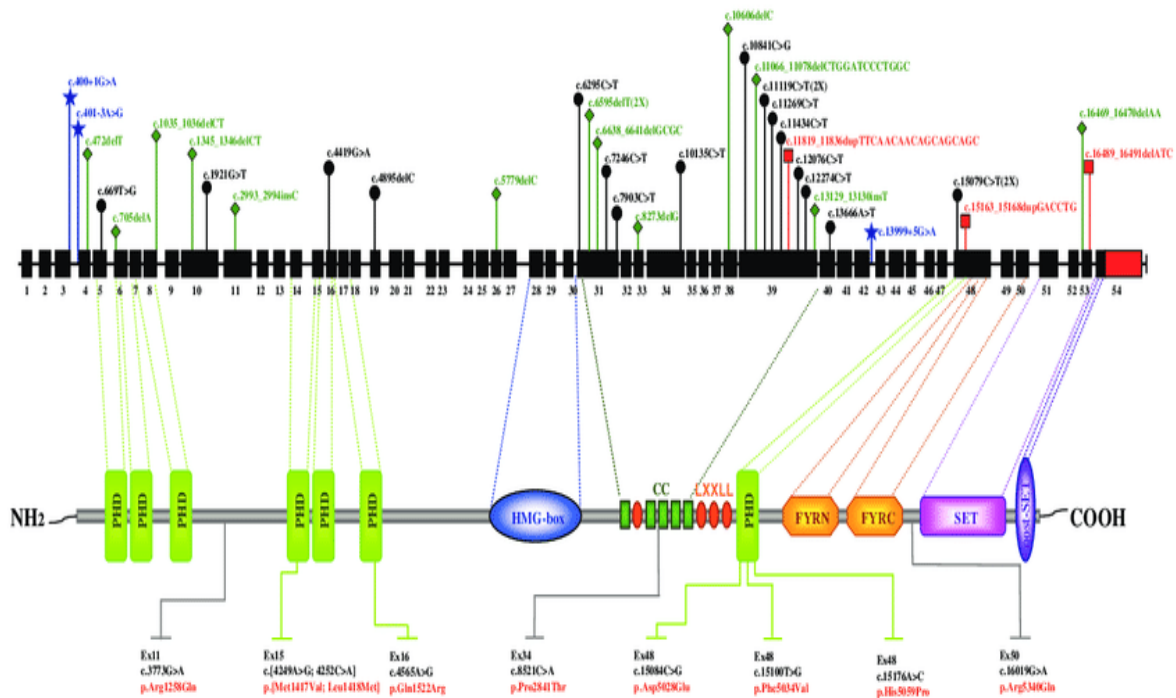 c.10606delC
c.10841C>G
c.11066_11078delCTGGATCCCTGGC
c.400+1G>A
c.6295C>T
c.11119C>T(2X)
c.6595delT(2X)
c.11269C>T
c.16469_16470delAA
c.401-3A>G
c.1035_1036delCT
c.11434C>T
c.472delT
c.1345_1346delCT
c.4419G>A
c.6638_6641delGCGC
c.10135C>T
c.11819_11836dupTTCAACAACAGCAGCAGC
c.16489_16491delATC
c.7246C>T
c.12076C>T
c.1921G>T
c.4895delC
c.5779delC
c.12274C>T
c.15079C>T(2X)
c.669T>G
c.2993_2994insC
c.7903C>T
c.13129_13130insT
c.15163_15168dupGACCTG
c.705delA
c.8273delG
c.13666A>T
c.13999+5G>A
1 2 3 4 5 6 7 8 9 10 11 12 13 14 15 16 17 18 19 20 21 22 23 24 25 26 27 28 29 30 31 32 33 34 35 36 37 38 39 40 41 42 43 44 45 46 47 48 49 50 51 52 53 54
CC LXXLL
NH2 PHD PHD PHD PHD PHD PHD HMG-box PHD FYRN FYRC SET post-SET COOH
Ex11
c.3773G>A
p.Arg1258Gln
Ex15
c.[4249A>G; 4252C>A]
p.[Met1417Val; Leu1418Met]
Ex16
c.4565A>G
p.Gln1522Arg
Ex34
c.8521C>A
p.Pro2841Thr
Ex48
c.15084C>G
p.Asp5028Glu
Ex48
c.15100T>G
p.Phe5034Val
Ex48
c.15176A>C
p.His5059Pro
Ex50
c.16019G>A
p.Arg5340Gln